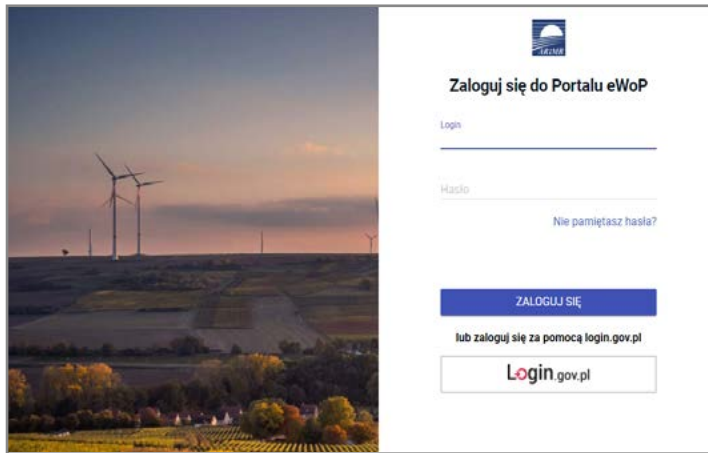 ARiMR
Zaloguj się do Portalu eWoP
Login
Hasło
Nie pamiętasz hasła?
ZALOGUJ SIĘ
lub zaloguj się za pomocą login.gov.pl
Login.gov.pl